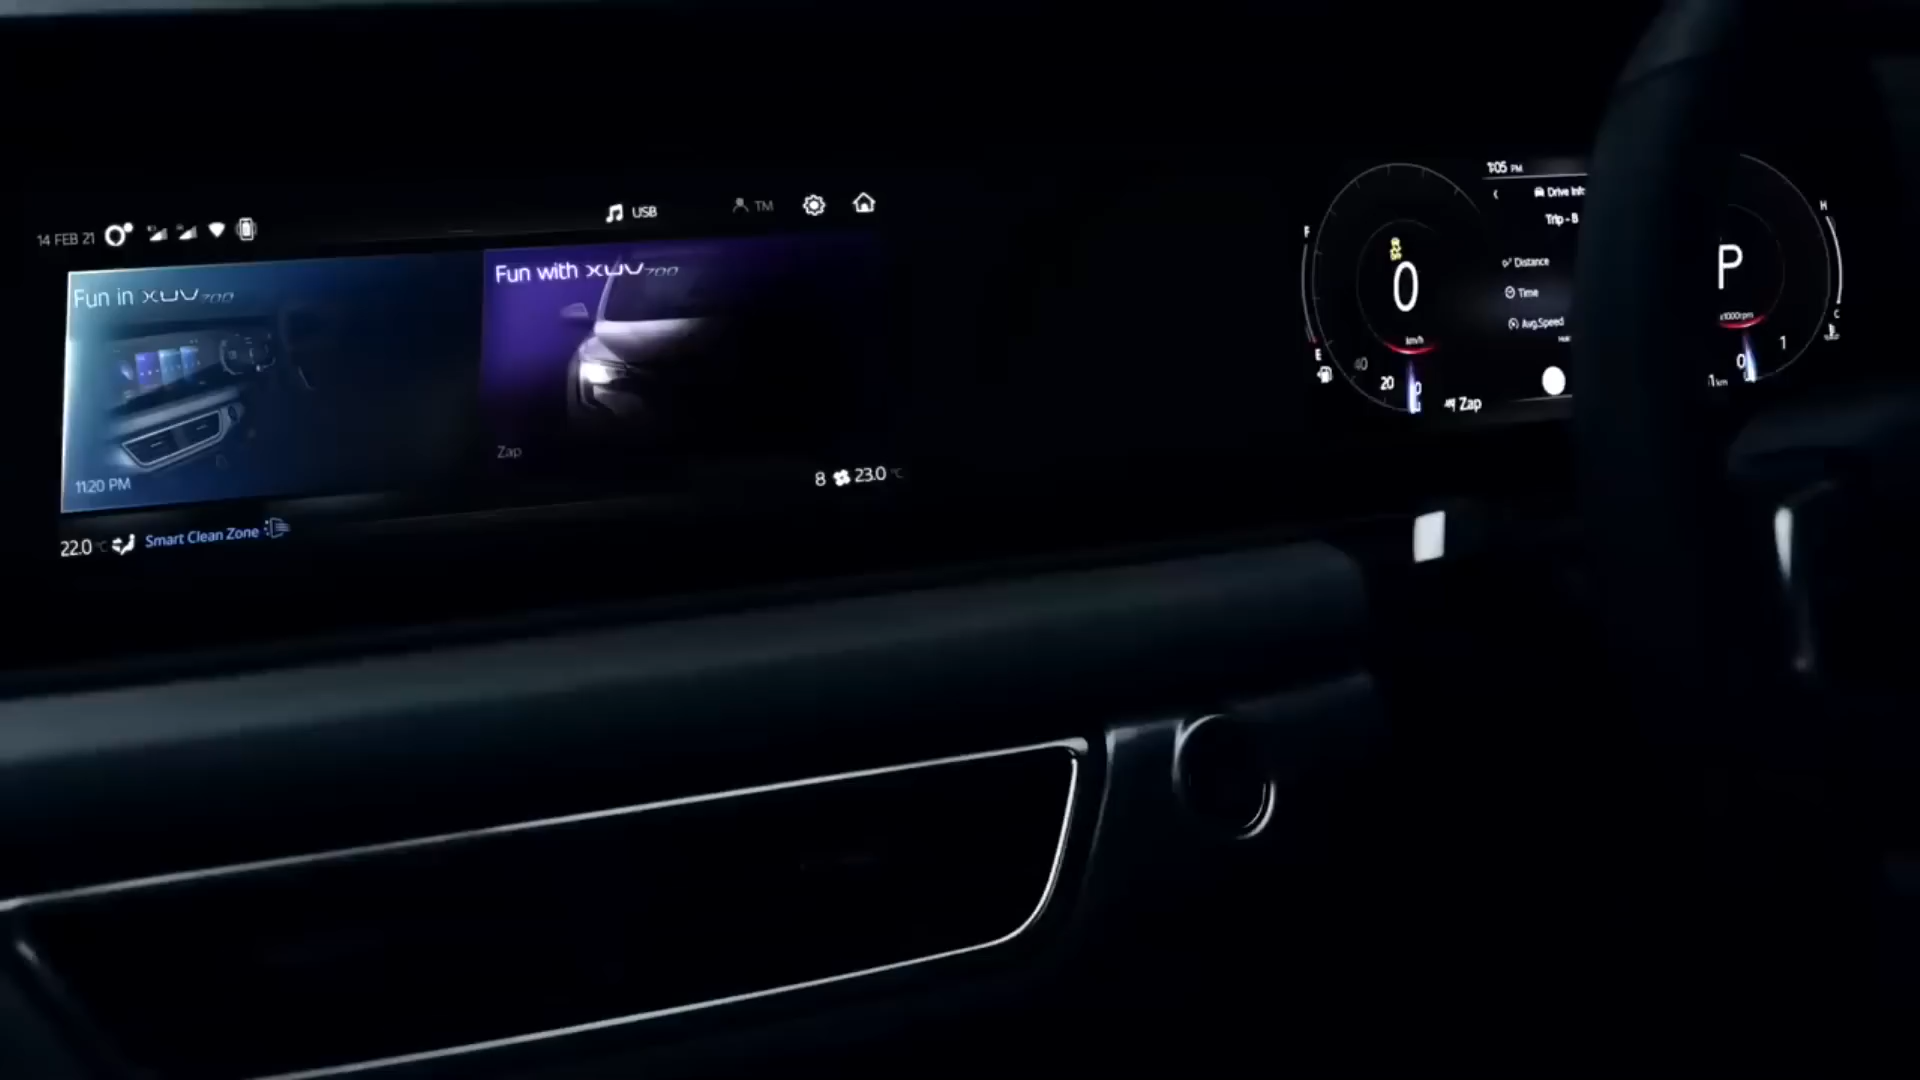 14 FEB 21
USB
TM
Fun in XUV700
11:20 PM
Fun with XUV700
Zap
22.0 °C
Smart Clean Zone
8
23.0 °C
F
E
0
km/h
40
20
0
1:05 PM
Drive Info
Trip - B
Distance
Time
Avg.Speed
Zap
P
x1000rpm
0
1
H
C